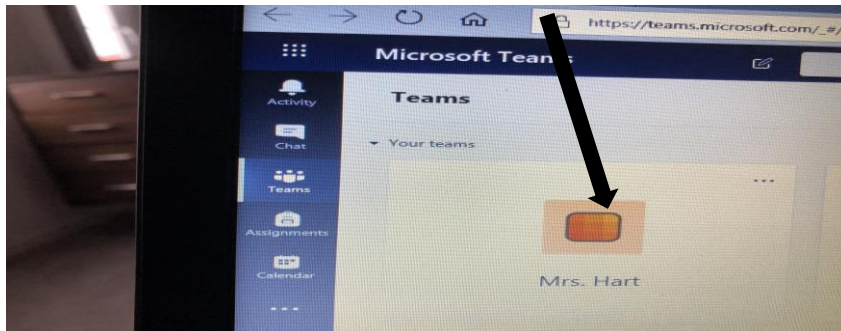 https://teams.microsoft.com/_#/
Microsoft Teams
Activity
Teams
Chat
Your teams
Teams
Assignments
Calendar
Mrs. Hart